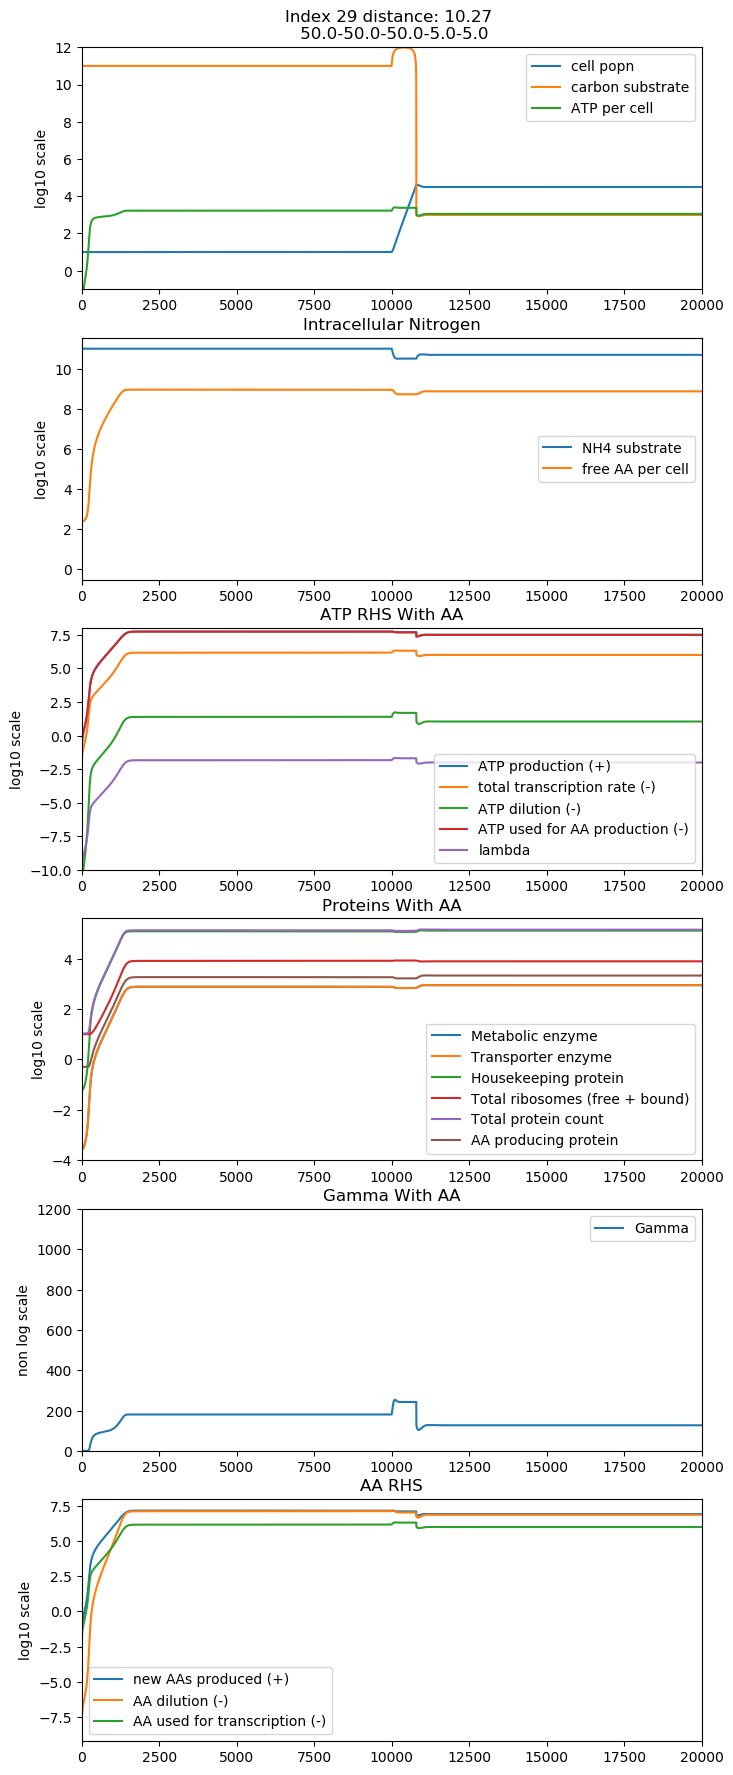 Index 29 distance: 10.27
50.0-50.0-50.0-5.0-5.0
12
10
8
6
4
2
0
log10 scale
cell popn
carbon substrate
ATP per cell
0 2500 5000 7500 10000 12500 15000 17500 20000
Intracellular Nitrogen
10
8
6
4
2
0
log10 scale
NH4 substrate
free AA per cell
0 2500 5000 7500 10000 12500 15000 17500 20000
ATP RHS With AA
7.5
5.0
2.5
0.0
−2.5
−5.0
−7.5
−10.0
log10 scale
ATP production (+)
total transcription rate (-)
ATP dilution (-)
ATP used for AA production (-)
lambda
0 2500 5000 7500 10000 12500 15000 17500 20000
Proteins With AA
4
2
0
−2
−4
log10 scale
Metabolic enzyme
Transporter enzyme
Housekeeping protein
Total ribosomes (free + bound)
Total protein count
AA producing protein
0 2500 5000 7500 10000 12500 15000 17500 20000
Gamma With AA
1200
1000
800
600
400
200
0
non log scale
Gamma
0 2500 5000 7500 10000 12500 15000 17500 20000
AA RHS
7.5
5.0
2.5
0.0
−2.5
−5.0
−7.5
log10 scale
new AAs produced (+)
AA dilution (-)
AA used for transcription (-)
0 2500 5000 7500 10000 12500 15000 17500 20000